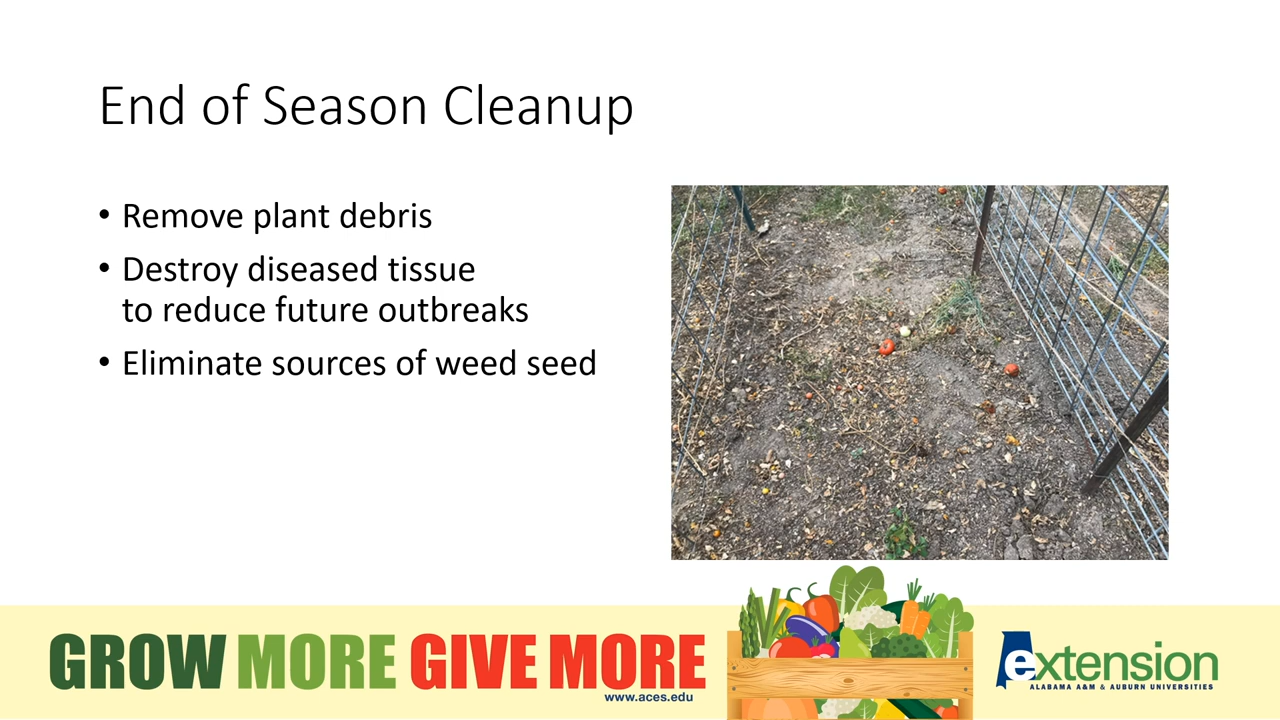 End of Season Cleanup
• Remove plant debris
• Destroy diseased tissue
to reduce future outbreaks
• Eliminate sources of weed seed
GROW MORE GIVE MORE
www.aces.edu
extension
ALABAMA A&M & AUBURN UNIVERSITIES